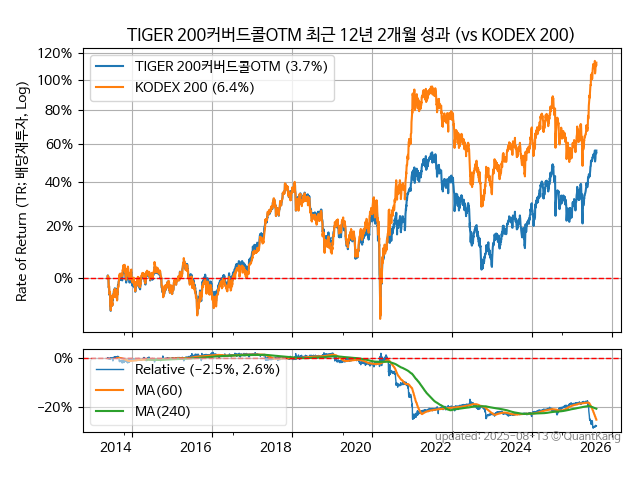 TIGER 200커버드콜OTM 최근 12년 2개월 성과 (vs KODEX 200)
Rate of Return (TR: 배당재투자, Log)
120%
100%
80%
60%
40%
20%
0%
TIGER 200커버드콜OTM (3.7%)
KODEX 200 (6.4%)
0%
−20%
Relative (−2.5%, 2.6%)
MA(60)
MA(240)
updated: 2025-08-13 © QuantKang
2014 2016 2018 2020 2022 2024 2026